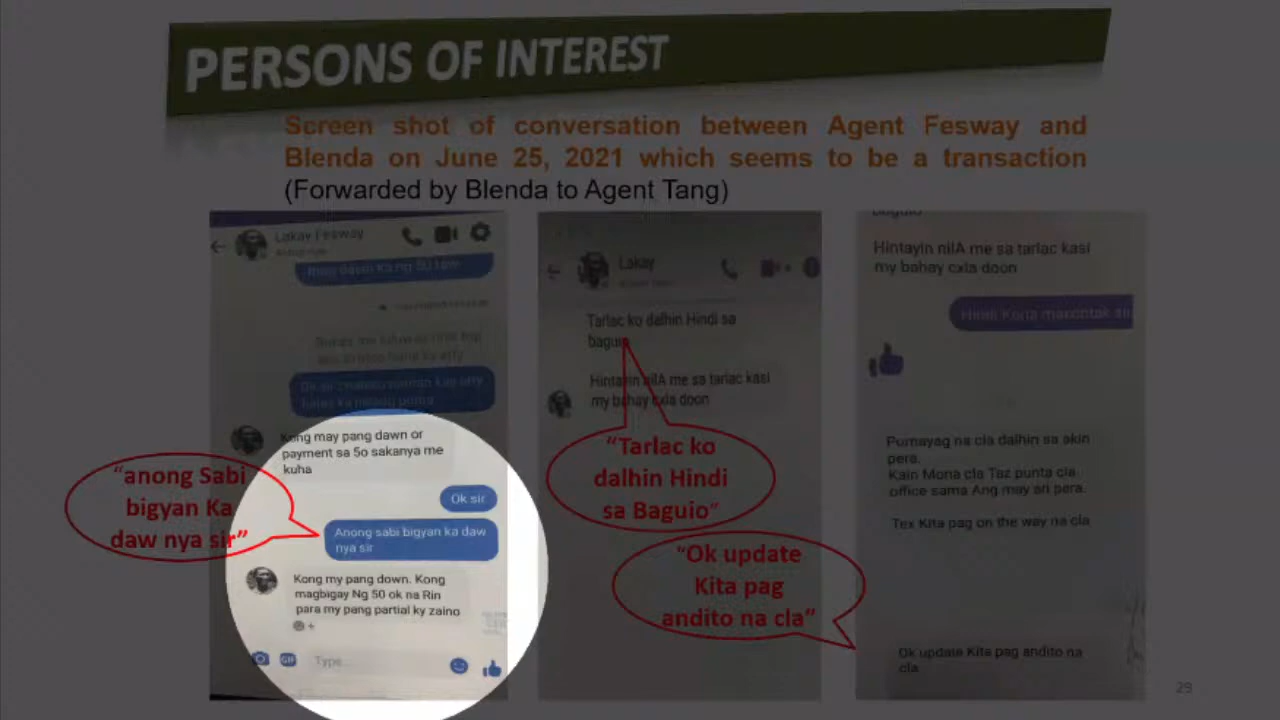 PERSONS OF INTEREST
Screen shot of conversation between Agent Fesway and
Blenda on June 25, 2021 which seems to be a transaction
(Forwarded by Blenda to Agent Tang)
Lakay Fesway
Kong may pang dawn or
payment sa 5o sakanya me
kuha
Ok sir
Anong sabi bigyan ka daw
nya sir
Kong my pang down. Kong
magbigay Ng 50 ok na Rin
para my pang partial ky zaino
GIF
Type...
"anong Sabi
bigyan Ka
daw nya sir"
Lakay
Tarlac ko dalhin Hindi sa
Hintayin nilA me sa tarlac kasi
my bahay cxla doon
"Tarlac ko
dalhin Hindi
sa Baguio"
"Ok update
Kita pag
andito na cla"
Hintayin nilA me sa tarlac kasi
my bahay cxla doon
Pumayag na cla dalhin sa akin
pera.
Kain Mona cla Taz punta cla
office sama Ang may ari pera.
Tex Kita pag on the way na cla
Ok update Kita pag andito na
cla
29